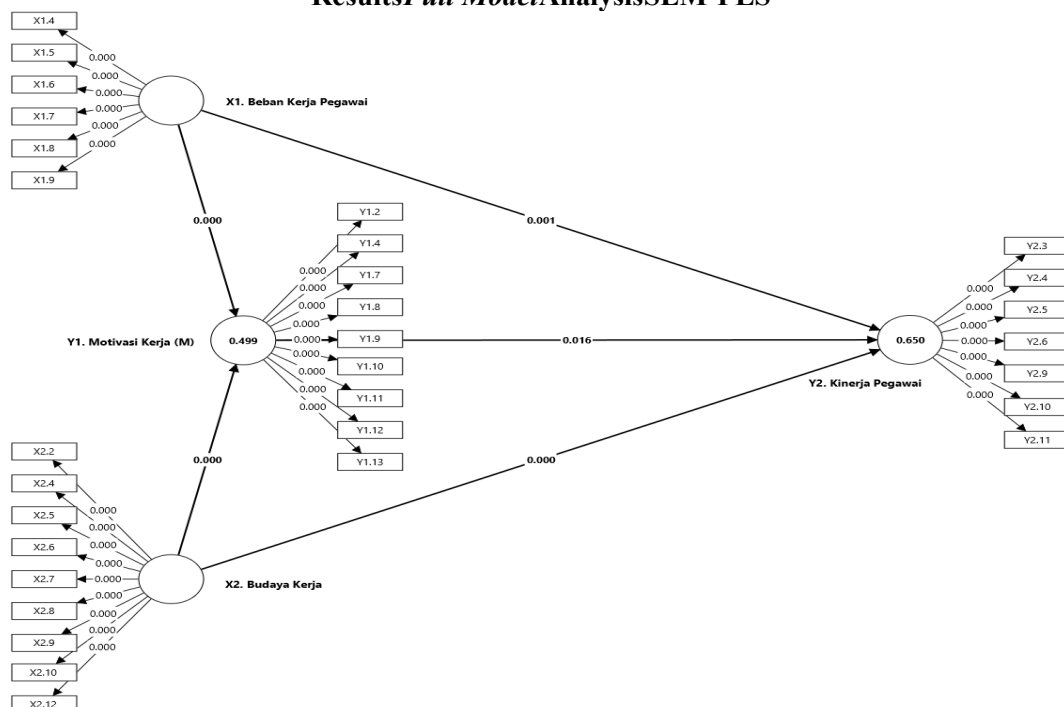 Results Full Model Analysis SEM-PLS
X1.4
X1.5
X1.6
X1.7
X1.8
X1.9
0.000
0.000
0.000
0.000
0.000
0.000
X1. Beban Kerja Pegawai
0.000
0.001
Y1.2
Y1.4
Y1.7
Y1.8
Y1.9
Y1.10
Y1.11
Y1.12
Y1.13
0.000
0.000
0.000
0.000
0.000
0.000
0.000
0.000
0.000
Y1. Motivasi Kerja (M)
0.499
0.016
0.650
Y2. Kinerja Pegawai
Y2.3
Y2.4
Y2.5
Y2.6
Y2.9
Y2.10
Y2.11
0.000
0.000
0.000
0.000
0.000
0.000
0.000
0.000
0.000
X2.2
X2.4
X2.5
X2.6
X2.7
X2.8
X2.9
X2.10
X2.12
0.000
0.000
0.000
0.000
0.000
0.000
0.000
0.000
0.000
X2. Budaya Kerja